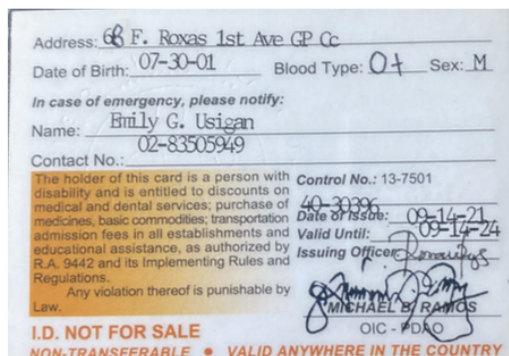 Address: 68 F. Roxas 1st Ave GP Cc
Date of Birth: 07-30-01 Blood Type: O+ Sex: M
In case of emergency, please notify:
Name: Emily G. Usigan
02-83505949
Contact No.:
The holder of this card is a person with
disability and is entitled to discounts on
medical and dental services; purchase of
medicines, basic commodities; transportation
admission fees in all establishments and
educational assistance, as authorized by
R.A. 9442 and its Implementing Rules and
Regulations.
Any violation thereof is punishable by
Law.
Control No.: 13-7501
40-30396
Date of Issue: 09-14-21
Valid Until: 09-14-24
Issuing Officer:
MICHAEL B. RAMOS
OIC - PDAO
I.D. NOT FOR SALE
NON-TRANSFERABLE • VALID ANYWHERE IN THE COUNTRY